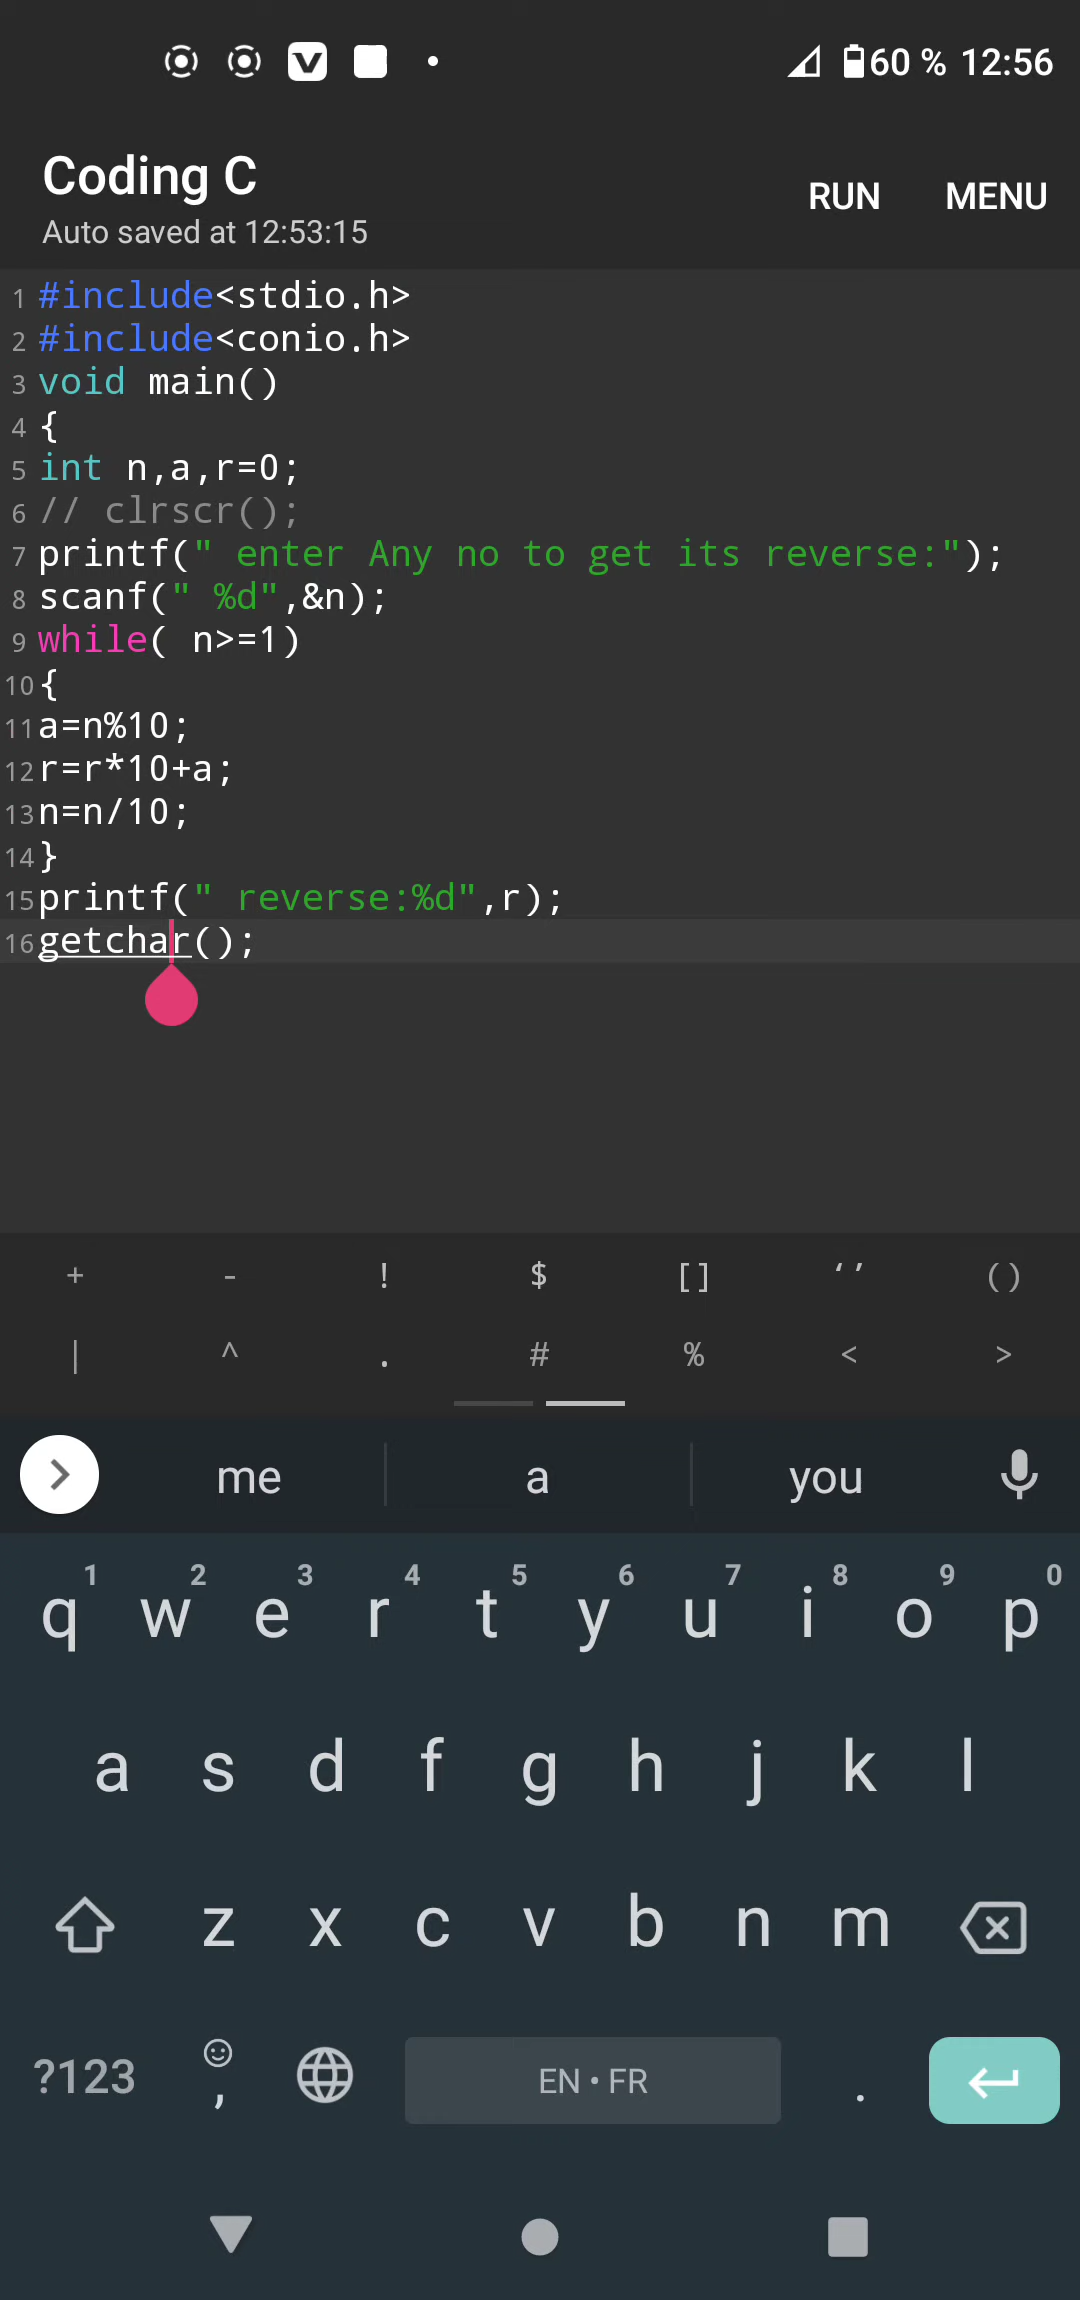 60 % 12:56
Coding C
RUN MENU
Auto saved at 12:53:15
1 #include<stdio.h>
2 #include<conio.h>
3 void main()
4 {
5 int n,a,r=0;
6 // clrscr();
7 printf(" enter Any no to get its reverse:");
8 scanf(" %d",&n);
9 while( n>=1)
10 {
11 a=n%10;
12 r=r*10+a;
13 n=n/10;
14 }
15 printf(" reverse:%d",r);
16 getchar();
+ - ! $ [] ‘’ ()
| ^ . # % < >
me a you
1 2 3 4 5 6 7 8 9 0
q w e r t y u i o p
a s d f g h j k l
z x c v b n m
?123 , EN • FR .